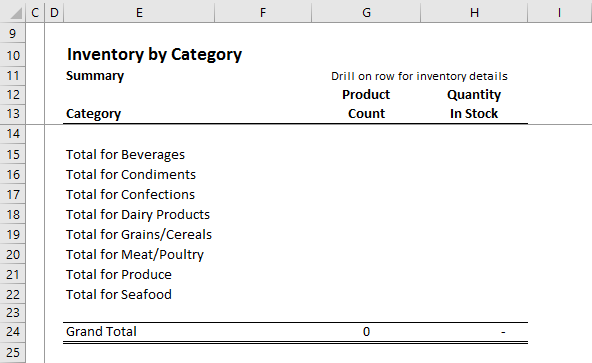 C D E F G H I
9
10 Inventory by Category
11 Summary Drill on row for inventory details
12 Product Quantity
13 Category Count In Stock
14
15 Total for Beverages
16 Total for Condiments
17 Total for Confections
18 Total for Dairy Products
19 Total for Grains/Cereals
20 Total for Meat/Poultry
21 Total for Produce
22 Total for Seafood
23
24 Grand Total 0 -
25